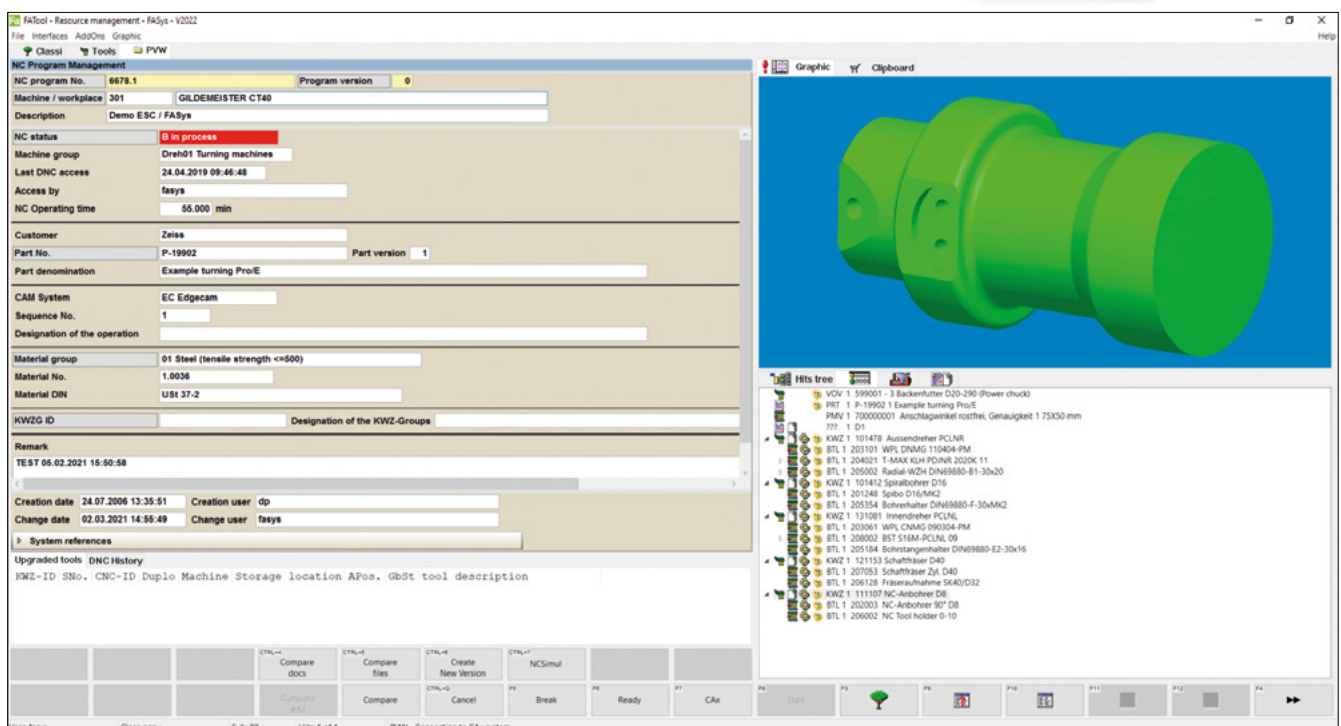 FATool - Resource management - FASys - V2022
File Interfaces AddOns Graphic Help
Classi Tools PVW
NC Program Management
NC program No. 6678.1 Program version 0
Machine / workplace 301 GILDEMEISTER CT40
Description Demo ESC / FASys
NC status B in process
Machine group Dreh01 Turning machines
Last DNC access 24.04.2019 09:46:48
Access by fasys
NC Operating time 55.000 min
Customer Zeiss
Part No. P-19902 Part version 1
Part denomination Example turning Pro/E
CAM System EC Edgecam
Sequence No. 1
Designation of the operation
Material group 01 Steel (tensile strength <=500)
Material No. 1.0036
Material DIN USt 37-2
KWZG ID Designation of the KWZ-Groups
Remark
TEST 05.02.2021 15:50:58
Creation date 24.07.2006 13:35:51 Creation user dp
Change date 02.03.2021 14:55:49 Change user fasys
System references
Upgraded tools DNC History
KWZ-ID SNo. CNC-ID Duplo Machine Storage location APos. GbSt tool description
Graphic Clipboard
Hits tree
VOV 1 599001 - 3 Backenfutter D20-290 (Power chuck)
PRT 1 P-19902 1 Example turning Pro/E
PMV 1 700000001 Anschlagwinkel rostfrei, Genauigkeit 1 75X50 mm
??? 1 D1
KWZ 1 101478 Aussendreher PCLNR
BTL 1 203101 WPL DNMG 110404-PM
BTL 1 204021 T-MAX KLH PDJNR 2020K 11
BTL 1 205002 Radial-WZH DIN69880-B1-30x20
KWZ 1 101412 Spiralbohrer D16
BTL 1 201248 Spibo D16/MK2
BTL 1 205354 Bohrerhalter DIN69880-F-30xMK2
KWZ 1 131081 Innendreher PCLNL
BTL 1 203061 WPL CNMG 090304-PM
BTL 1 208002 BST S16M-PCLNL 09
BTL 1 205184 Bohrstangenhalter DIN69880-E2-30x16
KWZ 1 121153 Schaftfräser D40
BTL 1 207053 Schaftfräser Zyl. D40
BTL 1 206128 Fräseraufnahme SK40/D32
KWZ 1 111107 NC-Anbohrer D8
BTL 1 202003 NC-Anbohrer 90° D8
BTL 1 206002 NC Tool holder 0-10
CTRL+4 Compare docs
CTRL+5 Compare files
CTRL+6 Create New Version
CTRL+7 NCSimul
Compare
CTRL+Q Cancel
Break
Ready
F7 CAx
Start
F9
F10
F11
F12